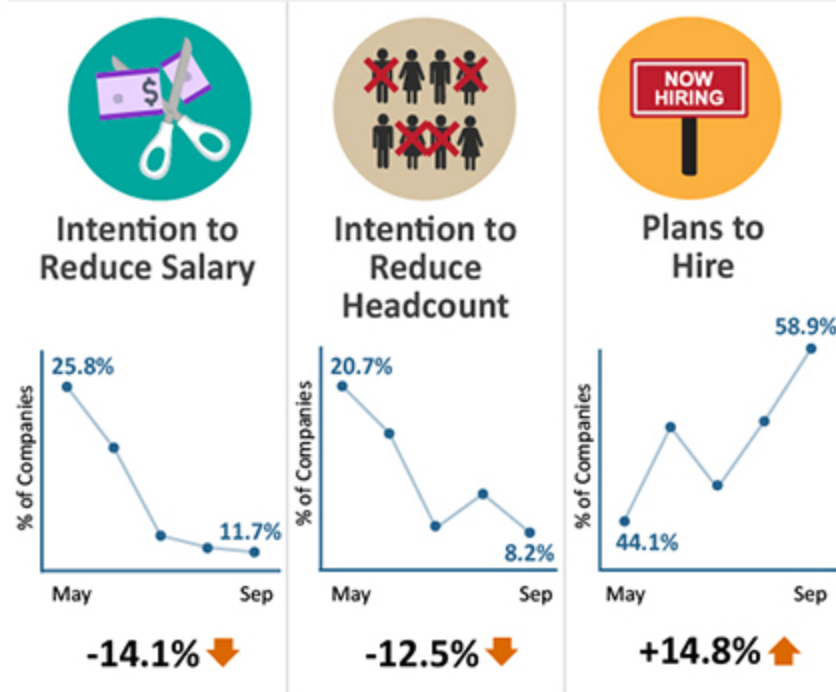 $
Intention to
Reduce Salary
% of Companies
25.8%
11.7%
May
Sep
-14.1%
Intention to
Reduce
Headcount
% of Companies
20.7%
8.2%
May
Sep
-12.5%
NOW
HIRING
Plans to
Hire
% of Companies
58.9%
44.1%
May
Sep
+14.8%